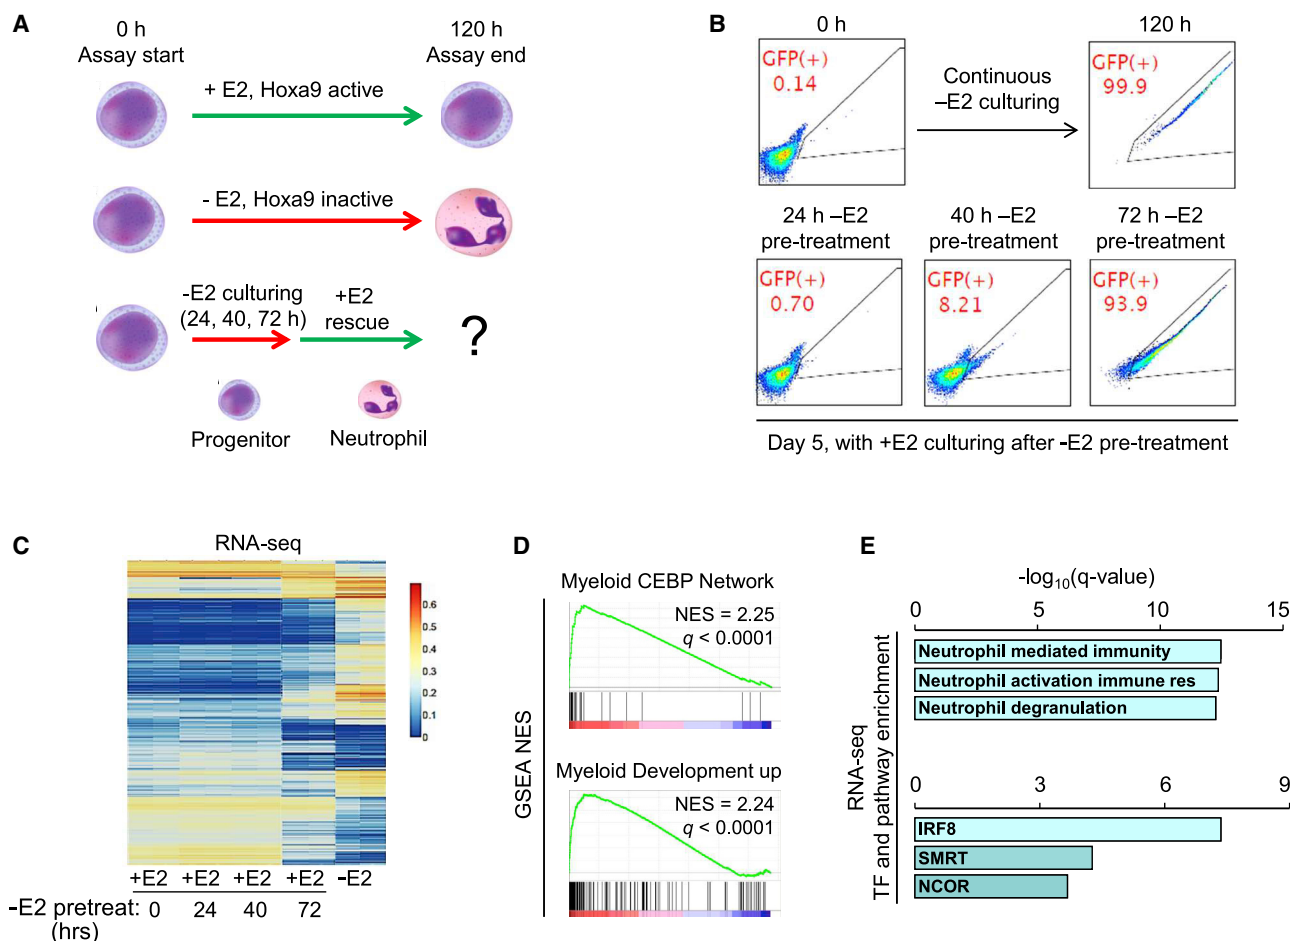 A
0 h
Assay start
120 h
Assay end
+ E2, Hoxa9 active
- E2, Hoxa9 inactive
-E2 culturing
(24, 40, 72 h)
+E2
rescue
?
Progenitor
Neutrophil
B
0 h
120 h
GFP(+)
0.14
Continuous
–E2 culturing
GFP(+)
99.9
24 h –E2
pre-treatment
40 h –E2
pre-treatment
72 h –E2
pre-treatment
GFP(+)
0.70
GFP(+)
8.21
GFP(+)
93.9
Day 5, with +E2 culturing after -E2 pre-treatment
C
RNA-seq
0.6
0.5
0.4
0.3
0.2
0.1
0
+E2 +E2 +E2 +E2 -E2
-E2 pretreat: 0 24 40 72
(hrs)
D
GSEA NES
Myeloid CEBP Network
NES = 2.25
q < 0.0001
Myeloid Development up
NES = 2.24
q < 0.0001
E
-log10(q-value)
0 5 10 15
RNA-seq
TF and pathway enrichment
Neutrophil mediated immunity
Neutrophil activation immune res
Neutrophil degranulation
0 3 6 9
IRF8
SMRT
NCOR